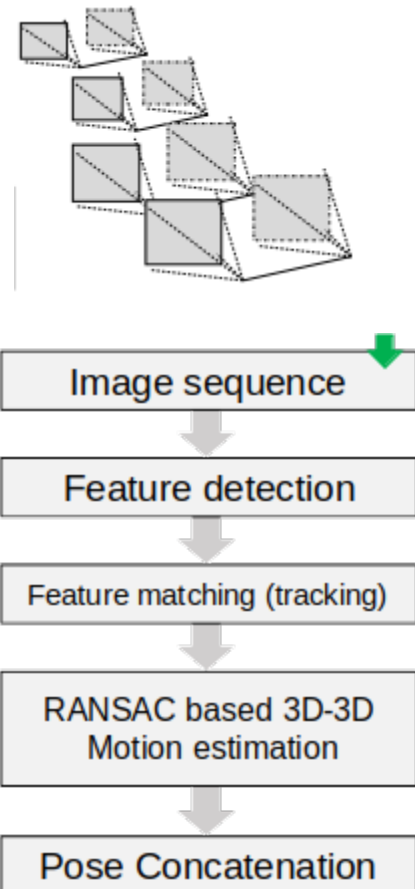 Image sequence
Feature detection
Feature matching (tracking)
RANSAC based 3D-3D
Motion estimation
Pose Concatenation